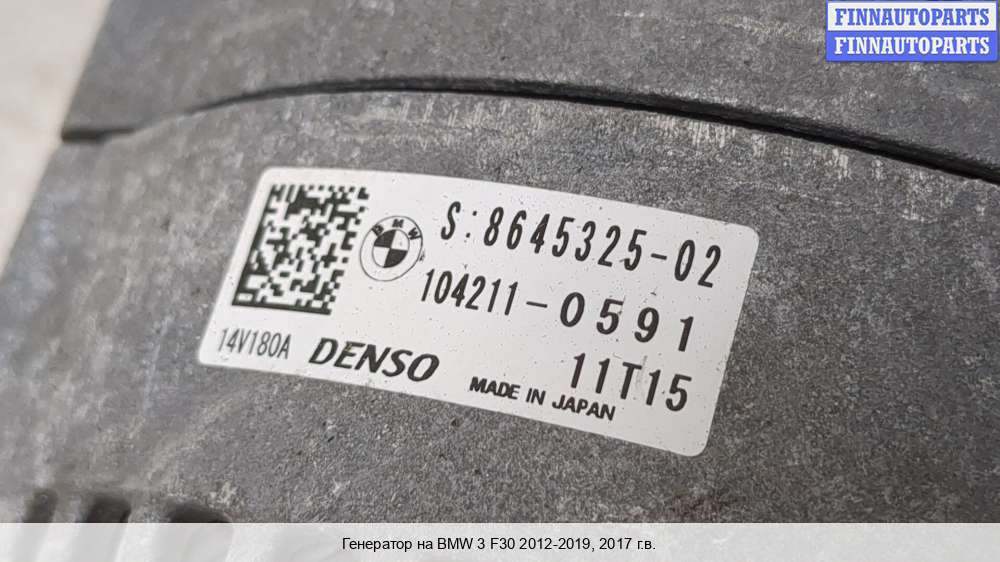 FINNAUTOPARTS
FINNAUTOPARTS
BMW
S:8645325-02
104211-0591
14V180A DENSO 11T15
MADE IN JAPAN
Генератор на BMW 3 F30 2012-2019, 2017 г.в.